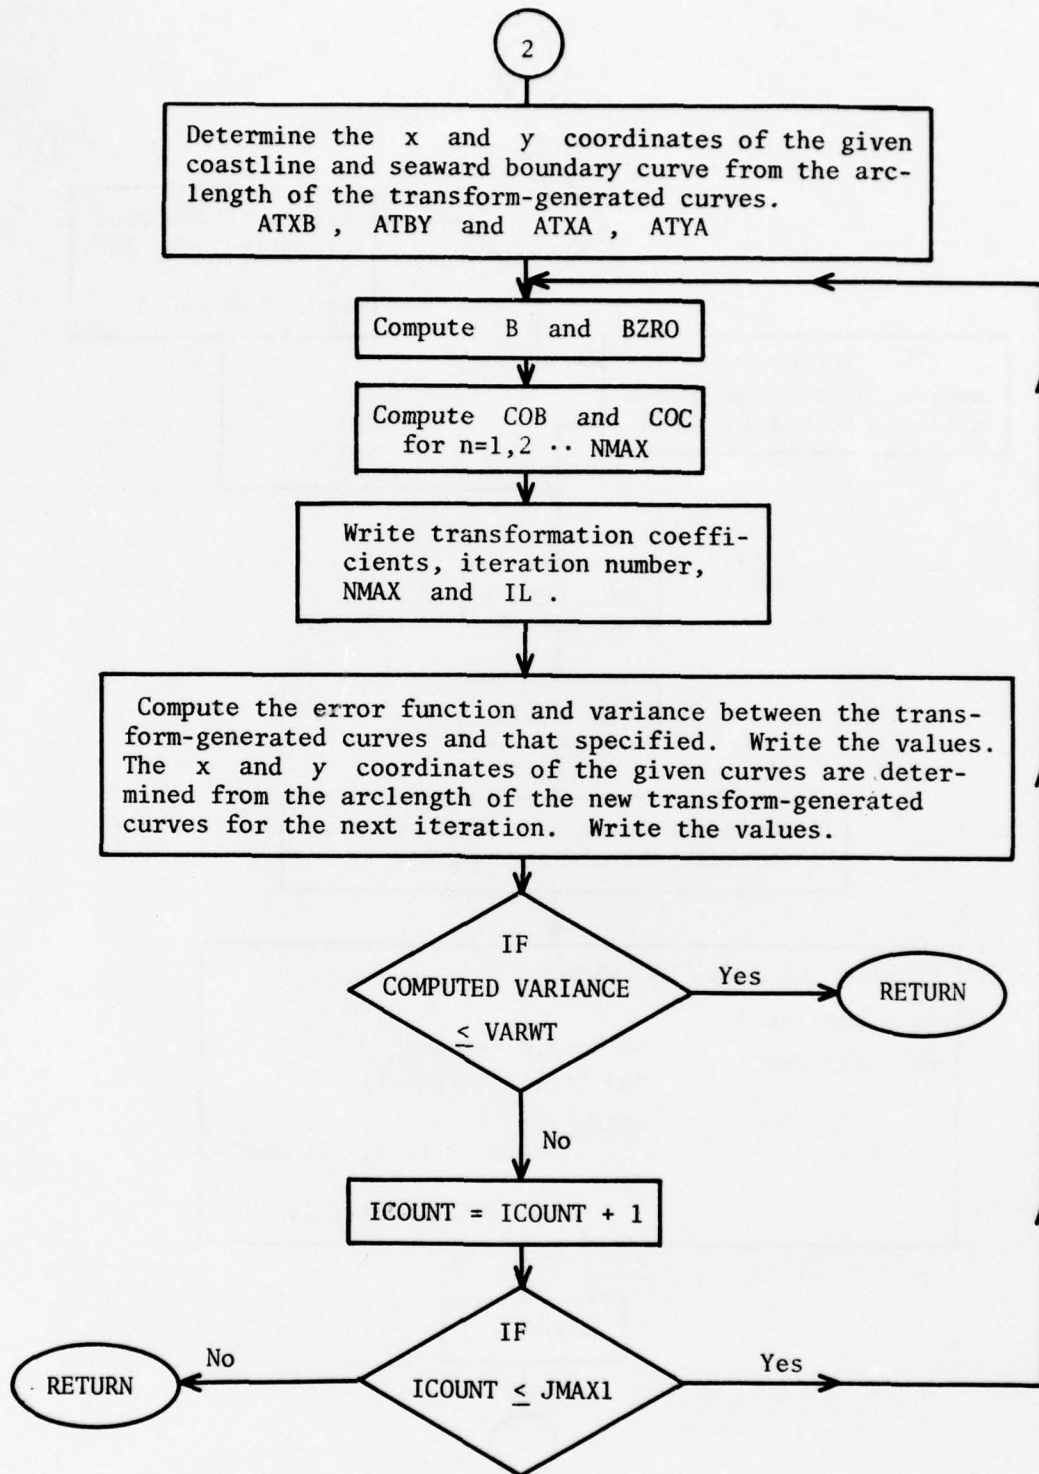 2
Determine the x and y coordinates of the given
coastline and seaward boundary curve from the arc-
length of the transform-generated curves.
ATXB , ATBY and ATXA , ATYA
Compute B and BZRO
Compute COB and COC
for n=1,2 ·· NMAX
Write transformation coeffi-
cients, iteration number,
NMAX and IL .
Compute the error function and variance between the trans-
form-generated curves and that specified. Write the values.
The x and y coordinates of the given curves are deter-
mined from the arclength of the new transform-generated
curves for the next iteration. Write the values.
IF
COMPUTED VARIANCE
≤ VARWT
Yes
RETURN
No
ICOUNT = ICOUNT + 1
IF
ICOUNT ≤ JMAX1
No
RETURN
Yes